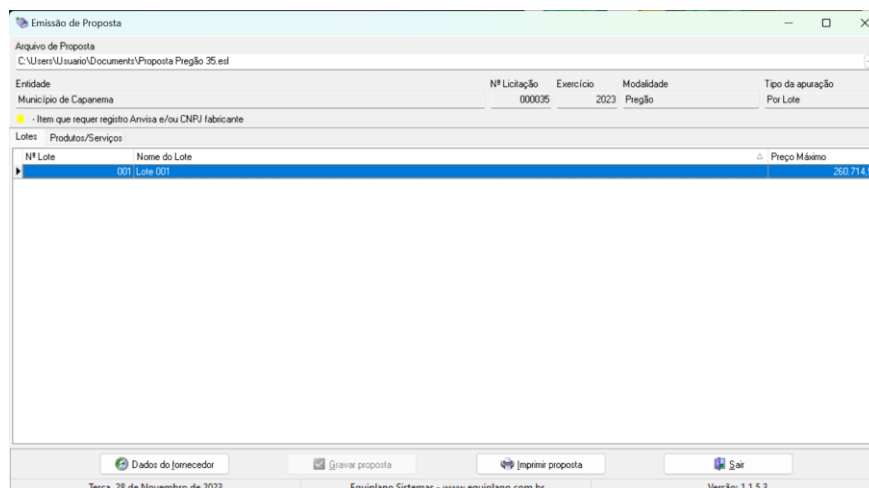 Emissão de Proposta
Arquivo de Proposta
C:\Users\Usuario\Documents\Proposta Pregão 35.esl
Entidade Nº Licitação Exercício Modalidade Tipo da apuração
Município de Capanema 000035 2023 Pregão Por Lote
- Item que requer registro Anvisa e/ou CNPJ fabricante
Lotes Produtos/Serviços
Nº Lote Nome do Lote Preço Máximo
001 Lote 001 260.714,
Dados do fornecedor Gravar proposta Imprimir proposta Sair
Terça, 28 de Novembro de 2023 Equiplano Sistemas - www.equiplano.com.br Versão: 1.1.5.3